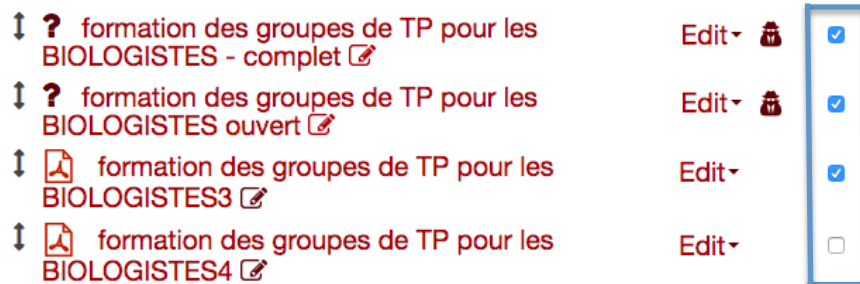 ? formation des groupes de TP pour les
BIOLOGISTES - complet
Edit
? formation des groupes de TP pour les
BIOLOGISTES ouvert
Edit
formation des groupes de TP pour les
BIOLOGISTES3
Edit
formation des groupes de TP pour les
BIOLOGISTES4
Edit